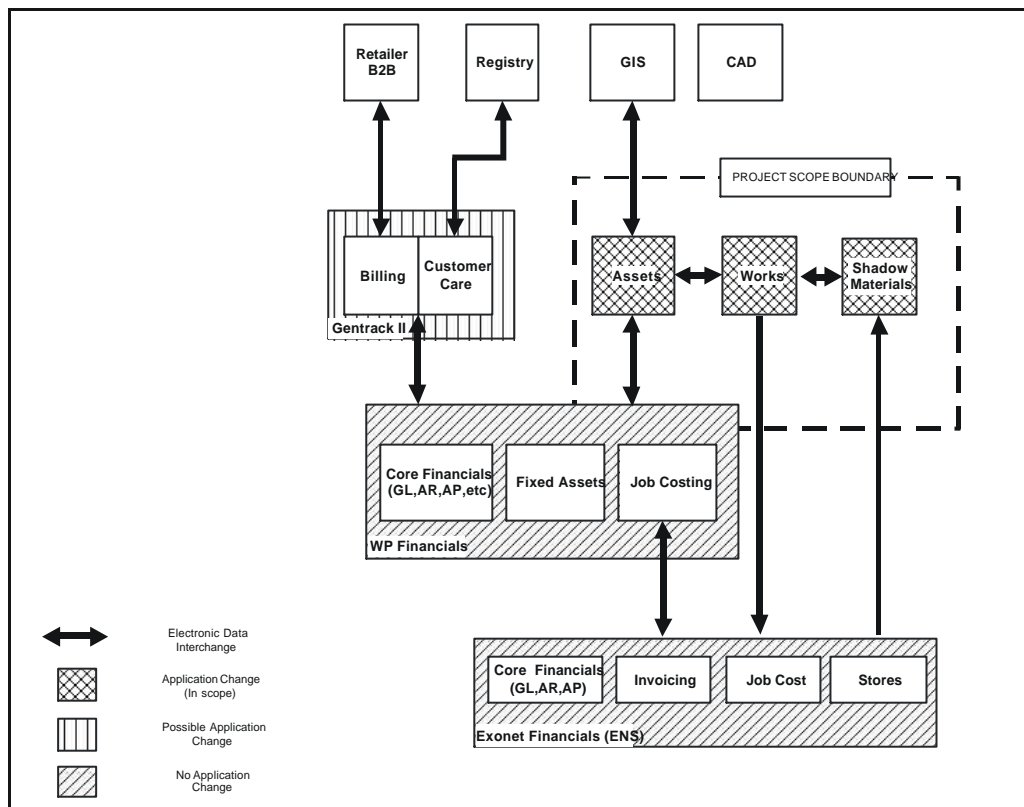 Retailer
B2B
Registry
GIS
CAD
PROJECT SCOPE BOUNDARY
Billing
Customer
Care
Gentrack II
Assets
Works
Shadow
Materials
Core Financials
(GL,AR,AP,etc)
Fixed Assets
Job Costing
WP Financials
Core Financials
(GL,AR,AP)
Invoicing
Job Cost
Stores
Exonet Financials (ENS)
Electronic Data
Interchange
Application Change
(In scope)
Possible Application
Change
No Application
Change